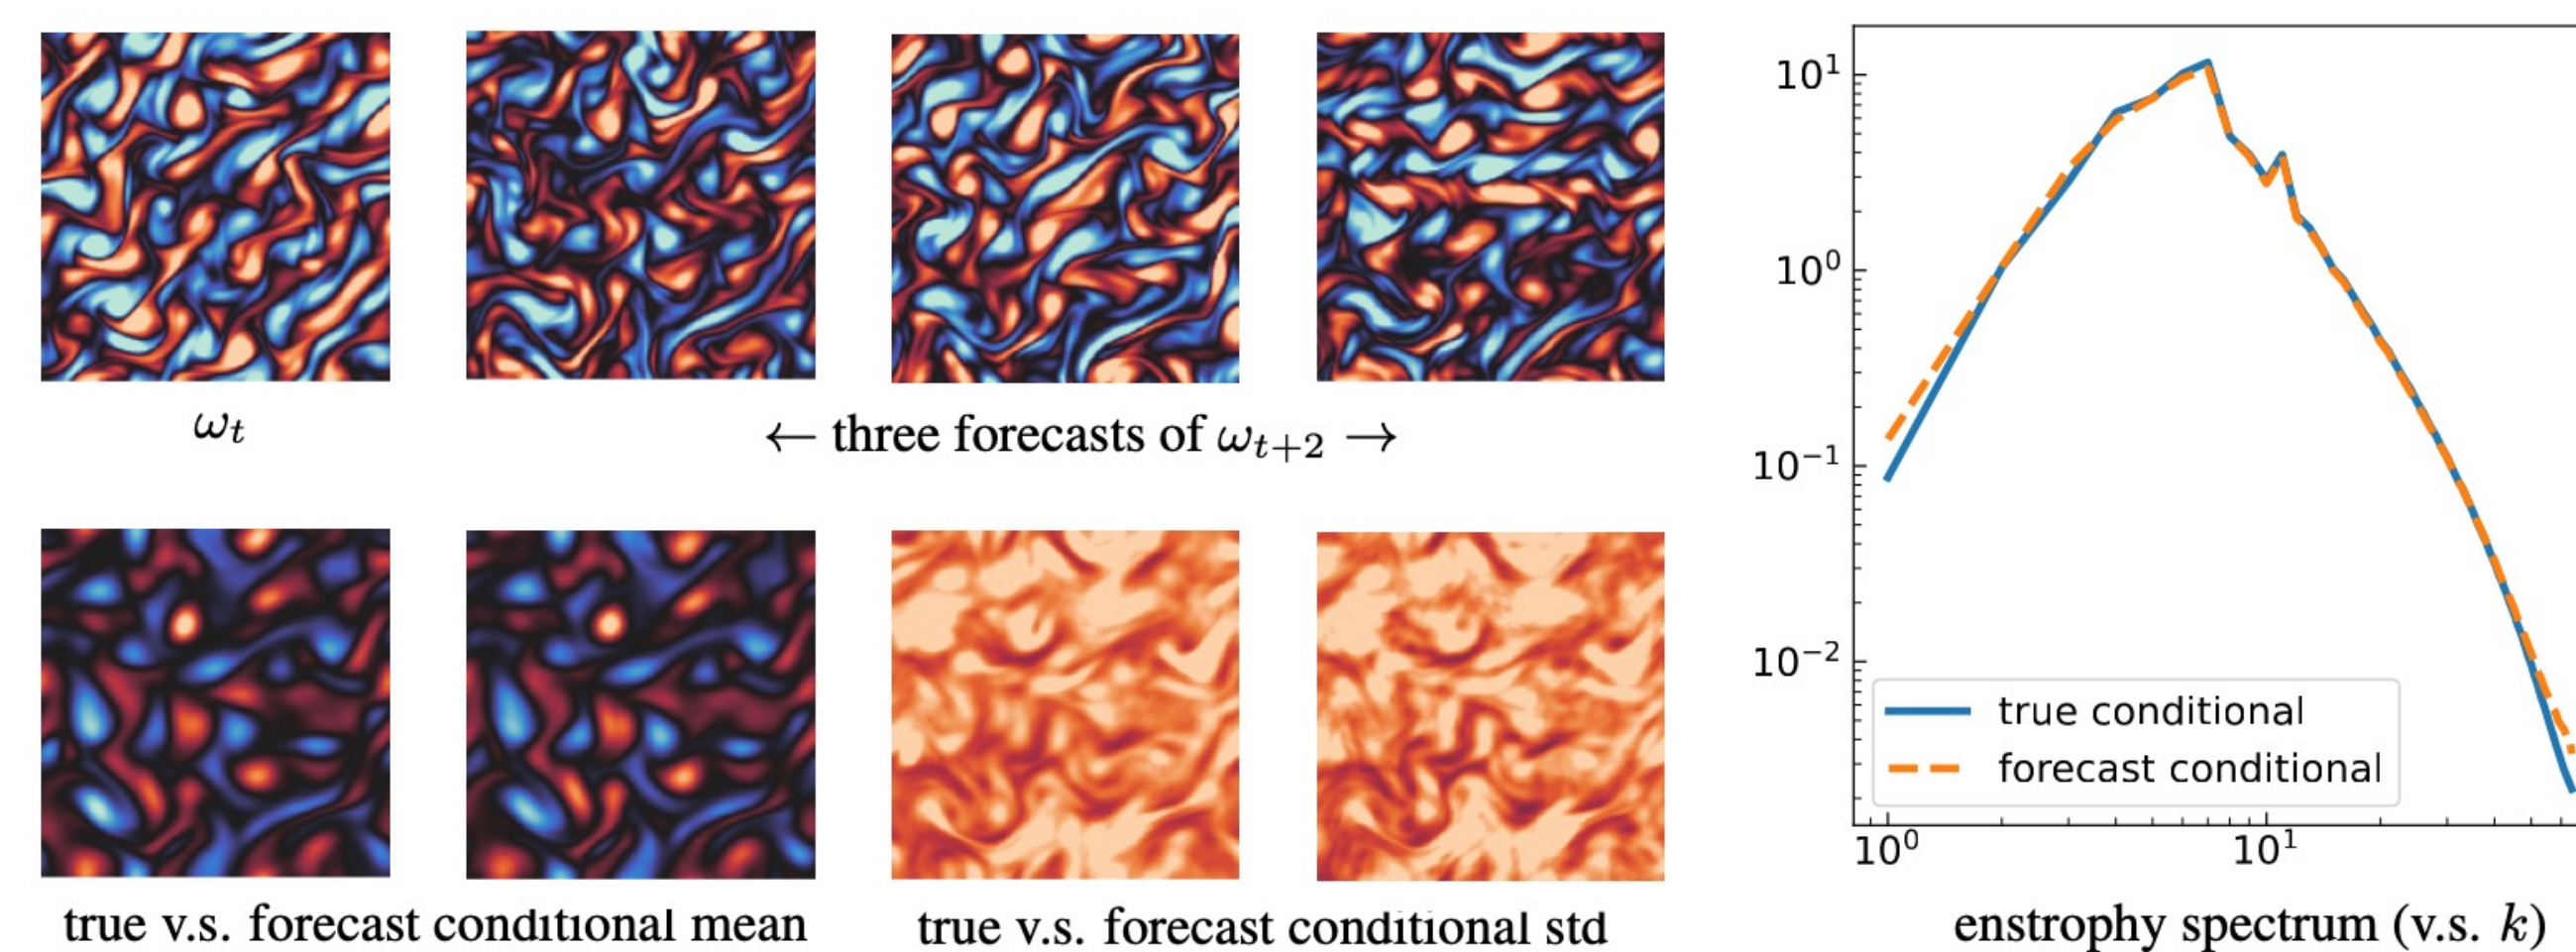 ω_t
← three forecasts of ω_{t+2} →
true v.s. forecast conditional mean
true v.s. forecast conditional std
10^1
10^0
10^{-1}
10^{-2}
true conditional
forecast conditional
10^0 10^1
enstrophy spectrum (v.s. k)